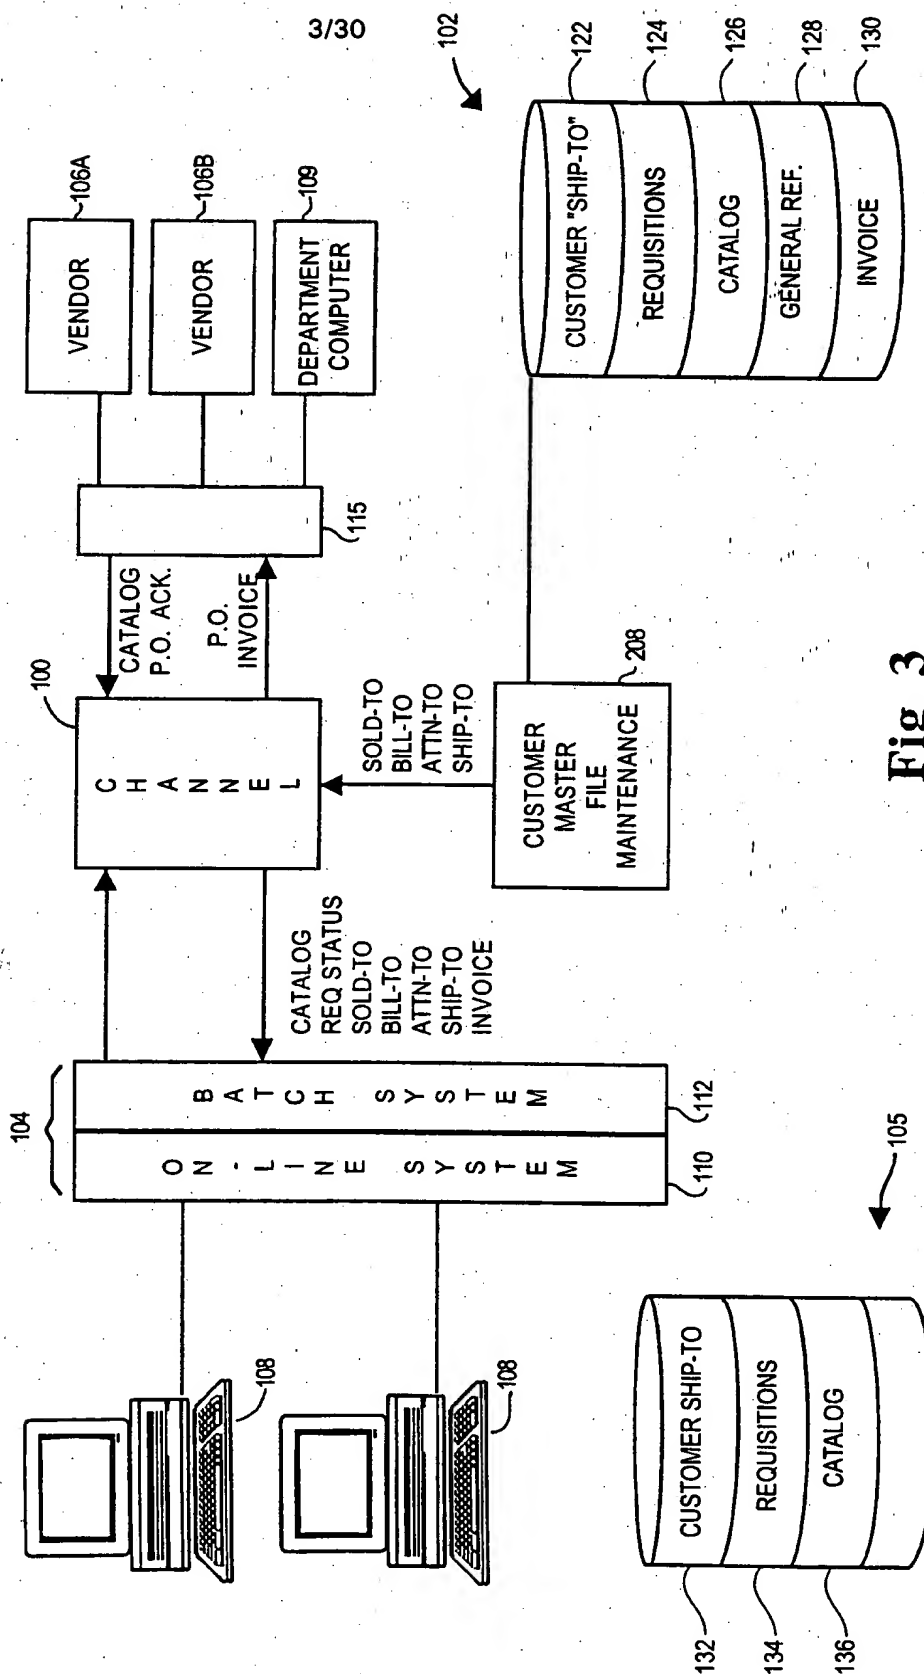 3/30
104
ON-LINE SYSTEM
BATCH SYSTEM
110
112
108
108
CHANNEL
100
CATALOG
REQ STATUS
SOLD-TO
BILL-TO
ATTN-TO
SHIP-TO
INVOICE
CATALOG
P.O. ACK.
P.O.
INVOICE
115
VENDOR
106A
VENDOR
106B
DEPARTMENT
COMPUTER
109
SOLD-TO
BILL-TO
ATTN-TO
SHIP-TO
CUSTOMER
MASTER
FILE
MAINTENANCE
208
102
CUSTOMER "SHIP-TO"
122
REQUISITIONS
124
CATALOG
126
GENERAL REF.
128
INVOICE
130
105
CUSTOMER SHIP-TO
132
REQUISITIONS
134
CATALOG
136
Fig. 3